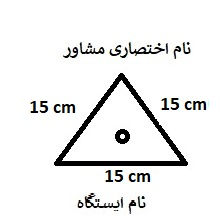 نام اختصاری مشاور
15 cm 15 cm
15 cm
نام ایستگاه